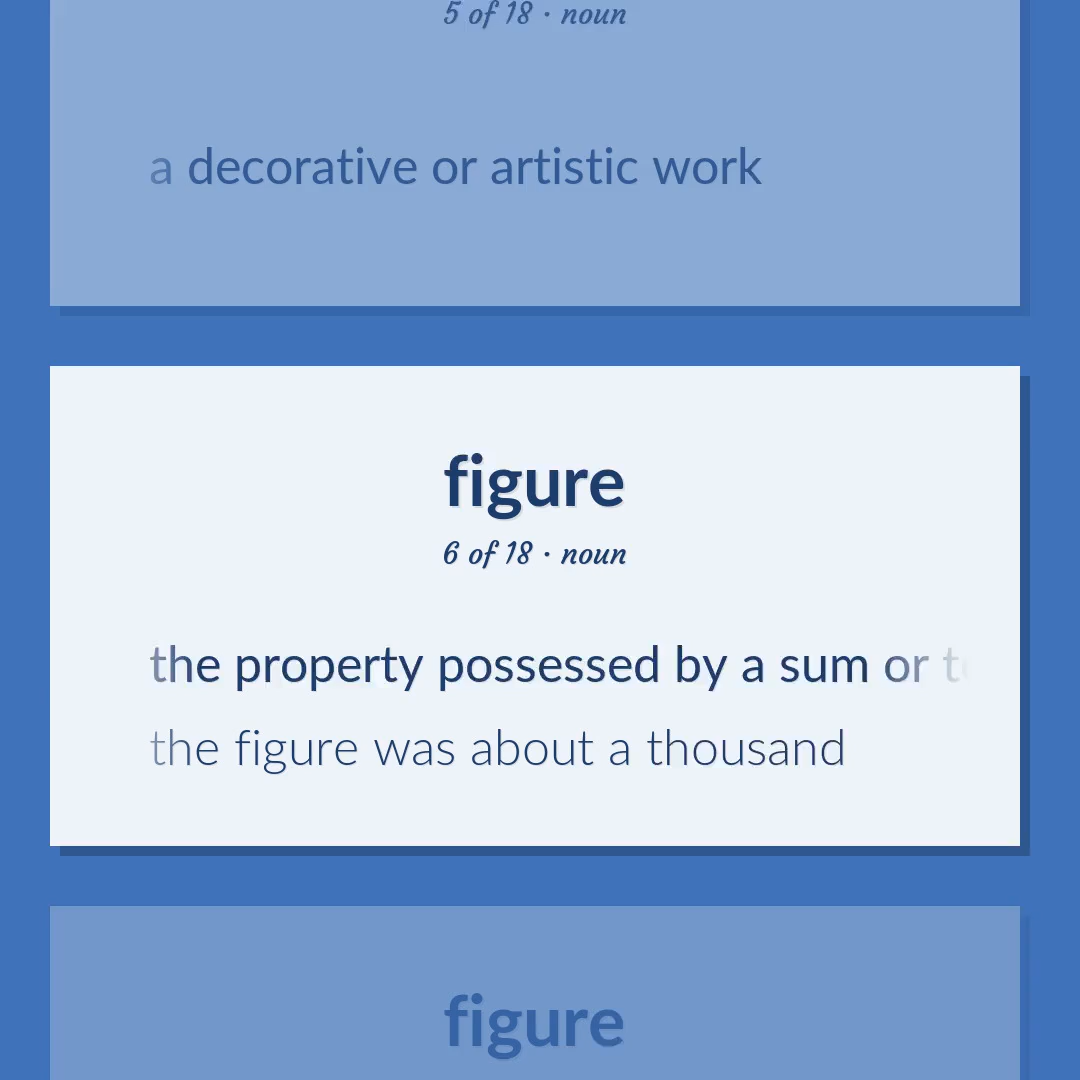 5 of 18 · noun
a decorative or artistic work
figure
6 of 18 · noun
the property possessed by a sum or
the figure was about a thousand
figure